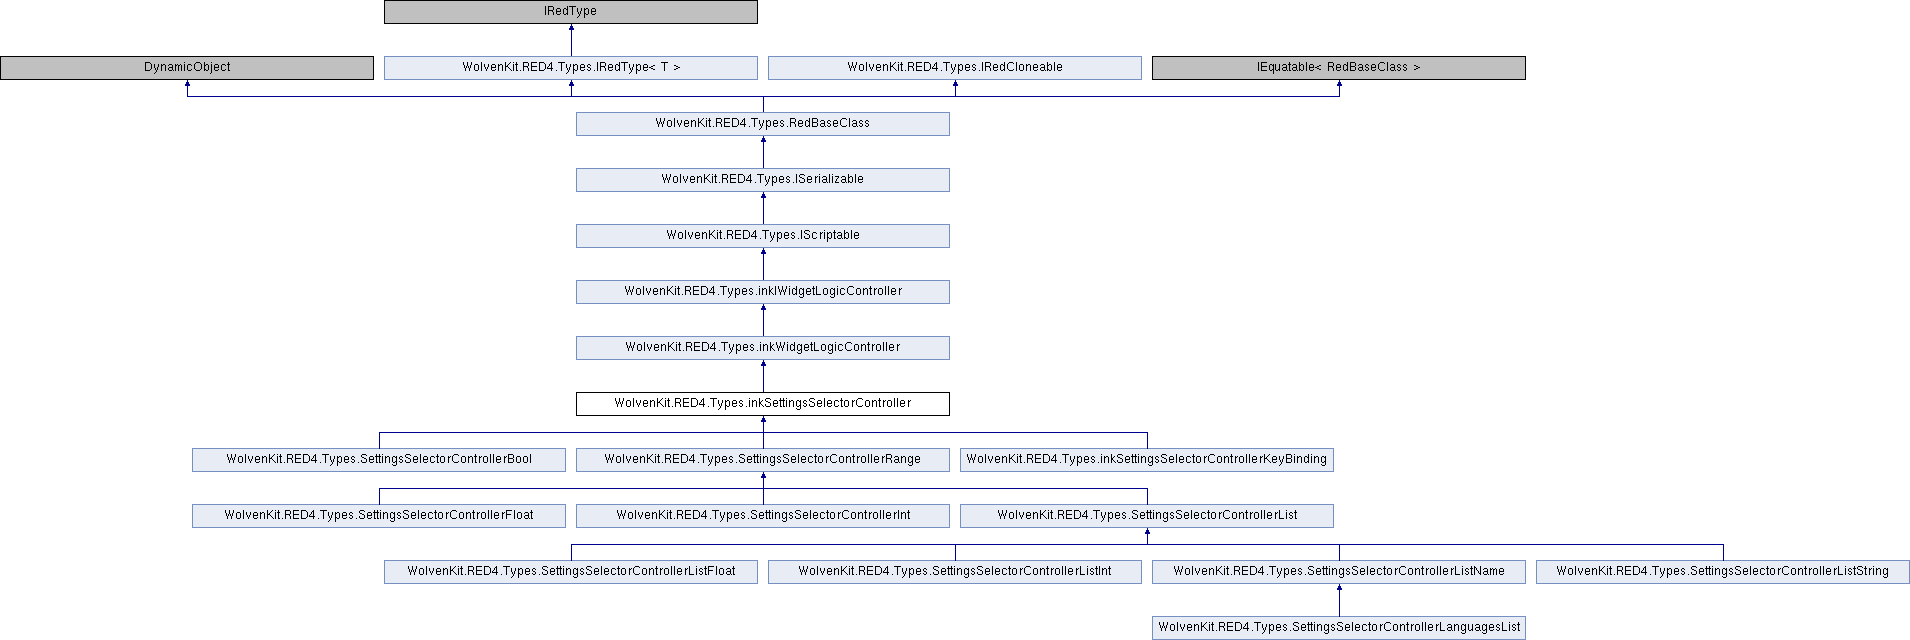 IRedType
DynamicObject
WolvenKit.RED4.Types.IRedType< T >
WolvenKit.RED4.Types.IRedCloneable
IEquatable< RedBaseClass >
WolvenKit.RED4.Types.RedBaseClass
WolvenKit.RED4.Types.ISerializable
WolvenKit.RED4.Types.IScriptable
WolvenKit.RED4.Types.inkIWidgetLogicController
WolvenKit.RED4.Types.inkWidgetLogicController
WolvenKit.RED4.Types.inkSettingsSelectorController
WolvenKit.RED4.Types.SettingsSelectorControllerBool
WolvenKit.RED4.Types.SettingsSelectorControllerRange
WolvenKit.RED4.Types.inkSettingsSelectorControllerKeyBinding
WolvenKit.RED4.Types.SettingsSelectorControllerFloat
WolvenKit.RED4.Types.SettingsSelectorControllerInt
WolvenKit.RED4.Types.SettingsSelectorControllerList
WolvenKit.RED4.Types.SettingsSelectorControllerListFloat
WolvenKit.RED4.Types.SettingsSelectorControllerListInt
WolvenKit.RED4.Types.SettingsSelectorControllerListName
WolvenKit.RED4.Types.SettingsSelectorControllerListString
WolvenKit.RED4.Types.SettingsSelectorControllerLanguagesList